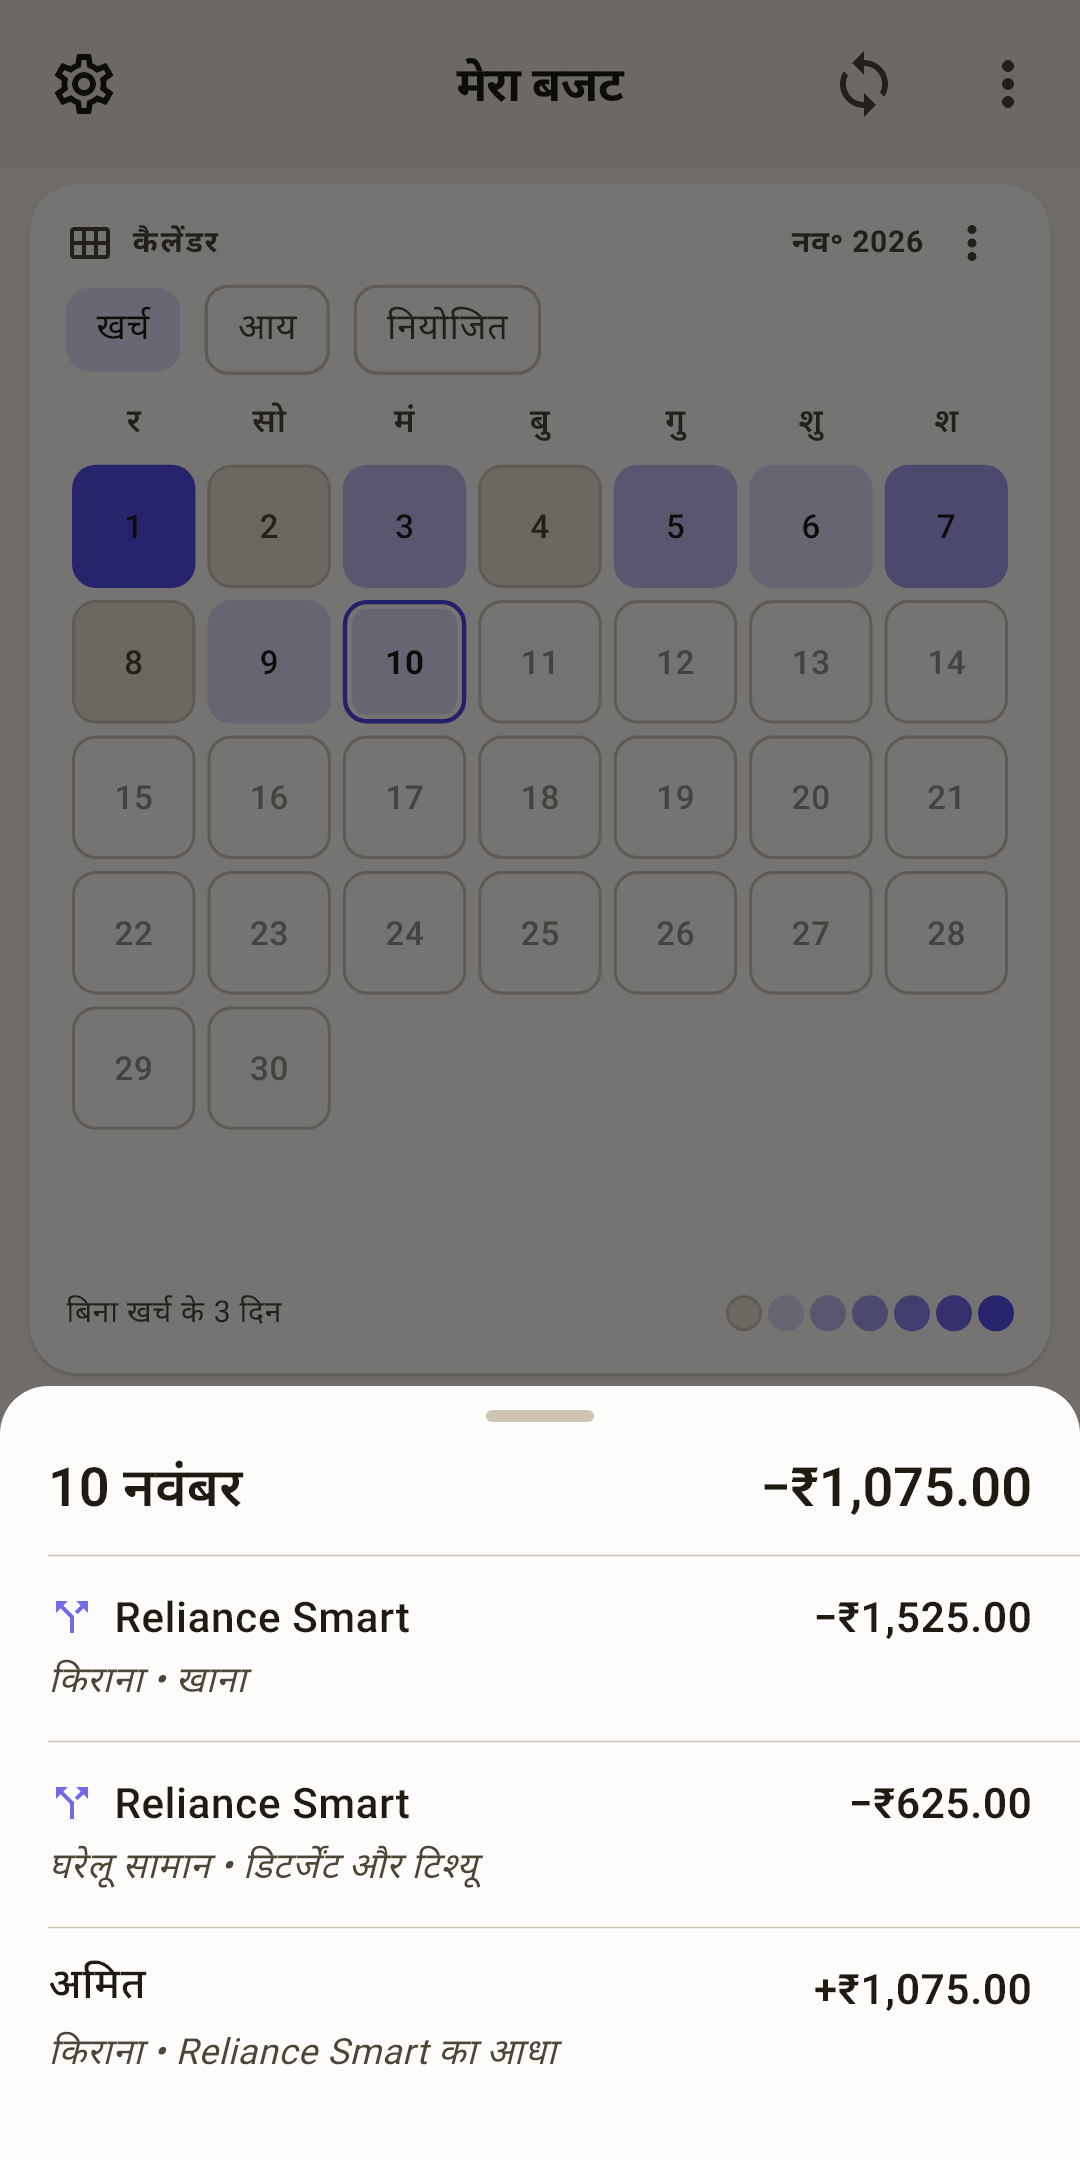 मेरा बजट
कैलेंडर
नव॰ 2026
खर्च आय नियोजित
र सो मं बु गु शु श
1 2 3 4 5 6 7
8 9 10 11 12 13 14
15 16 17 18 19 20 21
22 23 24 25 26 27 28
29 30
बिना खर्च के 3 दिन
10 नवंबर −₹1,075.00
Reliance Smart −₹1,525.00
किराना • खाना
Reliance Smart −₹625.00
घरेलू सामान • डिटर्जेंट और टिश्यू
अमित +₹1,075.00
किराना • Reliance Smart का आधा